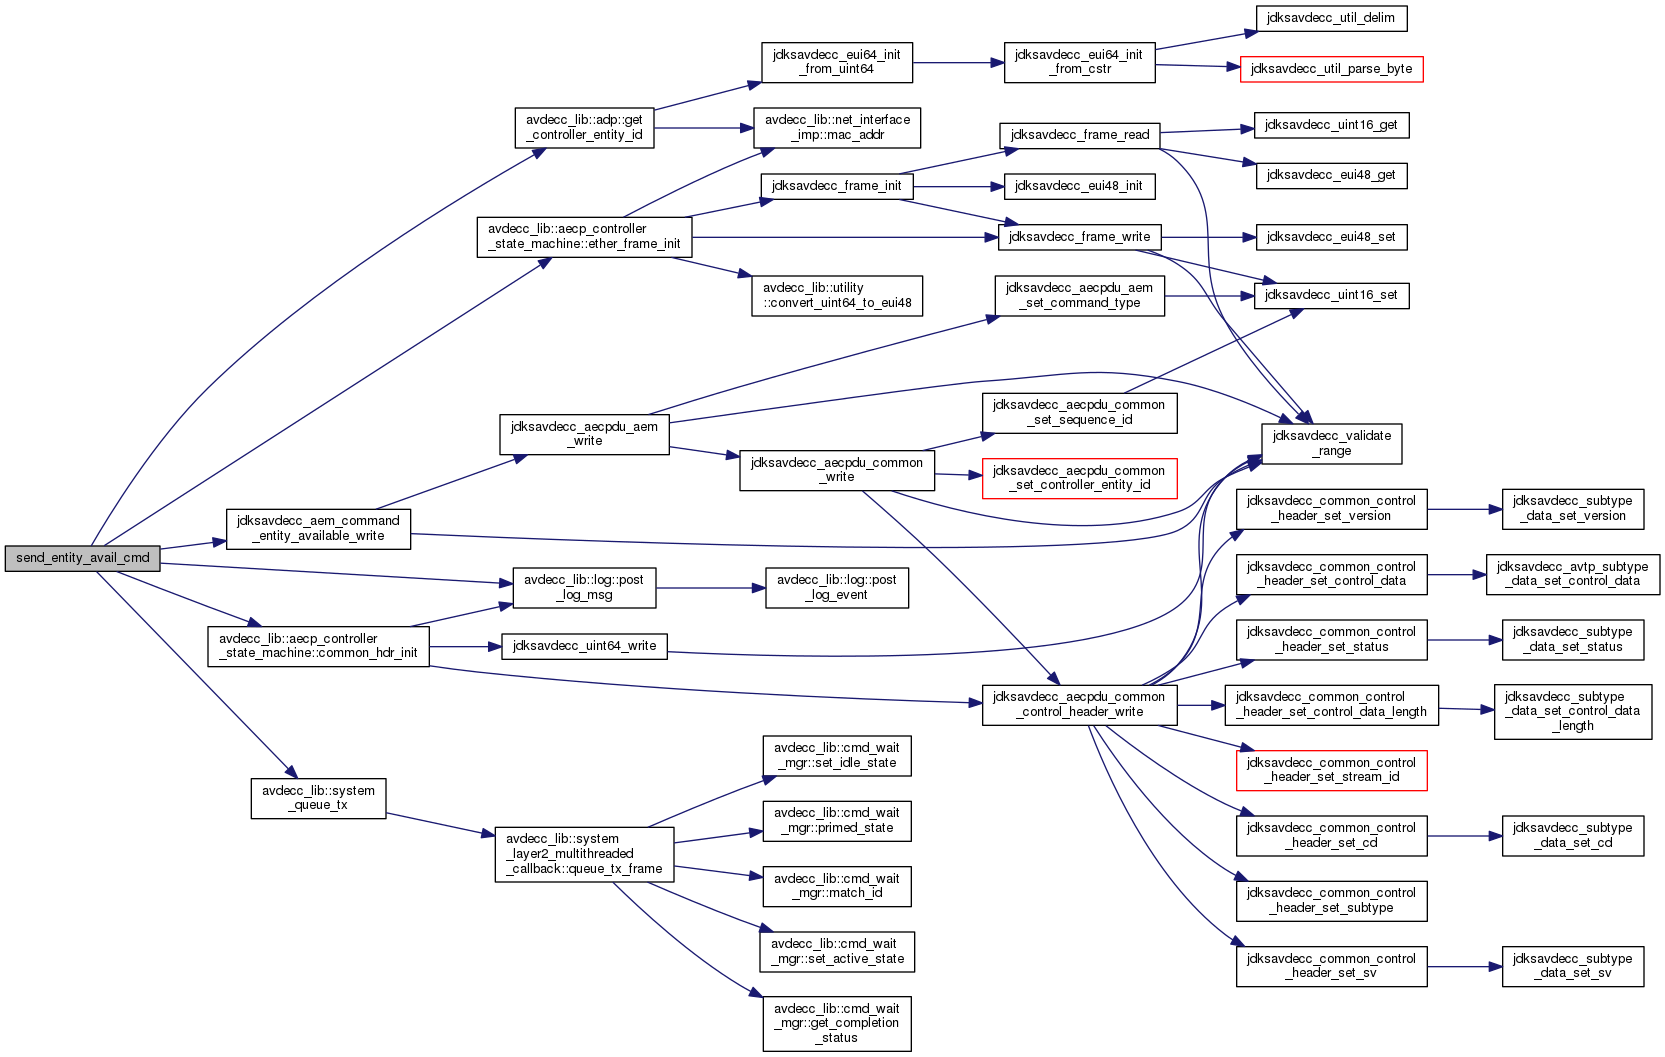 send_entity_avail_cmd
avdecc_lib::adp::get
_controller_entity_id
jdksavdecc_eui64_init
_from_uint64
jdksavdecc_eui64_init
_from_cstr
jdksavdecc_util_delim
jdksavdecc_util_parse_byte
avdecc_lib::net_interface
_imp::mac_addr
avdecc_lib::aecp_controller
_state_machine::ether_frame_init
jdksavdecc_frame_init
jdksavdecc_frame_read
jdksavdecc_uint16_get
jdksavdecc_eui48_get
jdksavdecc_eui48_init
jdksavdecc_frame_write
jdksavdecc_eui48_set
jdksavdecc_uint16_set
avdecc_lib::utility
::convert_uint64_to_eui48
jdksavdecc_aecpdu_aem
_set_command_type
jdksavdecc_aem_command
_entity_available_write
jdksavdecc_aecpdu_aem
_write
jdksavdecc_aecpdu_common
_write
jdksavdecc_aecpdu_common
_set_sequence_id
jdksavdecc_aecpdu_common
_set_controller_entity_id
jdksavdecc_validate
_range
avdecc_lib::log::post
_log_msg
avdecc_lib::log::post
_log_event
avdecc_lib::aecp_controller
_state_machine::common_hdr_init
jdksavdecc_uint64_write
jdksavdecc_aecpdu_common
_control_header_write
jdksavdecc_common_control
_header_set_version
jdksavdecc_subtype
_data_set_version
jdksavdecc_common_control
_header_set_control_data
jdksavdecc_avtp_subtype
_data_set_control_data
jdksavdecc_common_control
_header_set_status
jdksavdecc_subtype
_data_set_status
jdksavdecc_common_control
_header_set_control_data_length
jdksavdecc_subtype
_data_set_control_data
_length
jdksavdecc_common_control
_header_set_stream_id
jdksavdecc_common_control
_header_set_cd
jdksavdecc_subtype
_data_set_cd
jdksavdecc_common_control
_header_set_subtype
jdksavdecc_common_control
_header_set_sv
jdksavdecc_subtype
_data_set_sv
avdecc_lib::system
_queue_tx
avdecc_lib::system
_layer2_multithreaded
_callback::queue_tx_frame
avdecc_lib::cmd_wait
_mgr::set_idle_state
avdecc_lib::cmd_wait
_mgr::primed_state
avdecc_lib::cmd_wait
_mgr::match_id
avdecc_lib::cmd_wait
_mgr::set_active_state
avdecc_lib::cmd_wait
_mgr::get_completion
_status